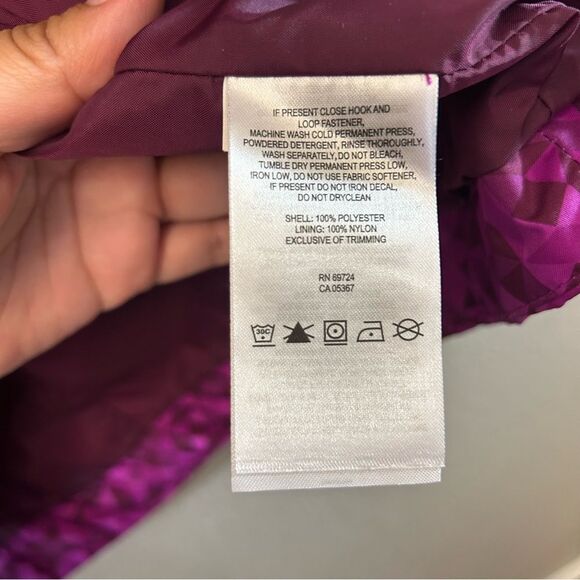 IF PRESENT CLOSE HOOK AND
LOOP FASTENER,
MACHINE WASH COLD PERMANENT PRESS,
POWDERED DETERGENT, RINSE THOROUGHLY,
WASH SEPARATELY, DO NOT BLEACH,
TUMBLE DRY PERMANENT PRESS LOW,
IRON LOW, DO NOT USE FABRIC SOFTENER,
IF PRESENT DO NOT IRON DECAL,
DO NOT DRYCLEAN
SHELL: 100% POLYESTER
LINING: 100% NYLON
EXCLUSIVE OF TRIMMING
RN 69724
CA 05367
30C